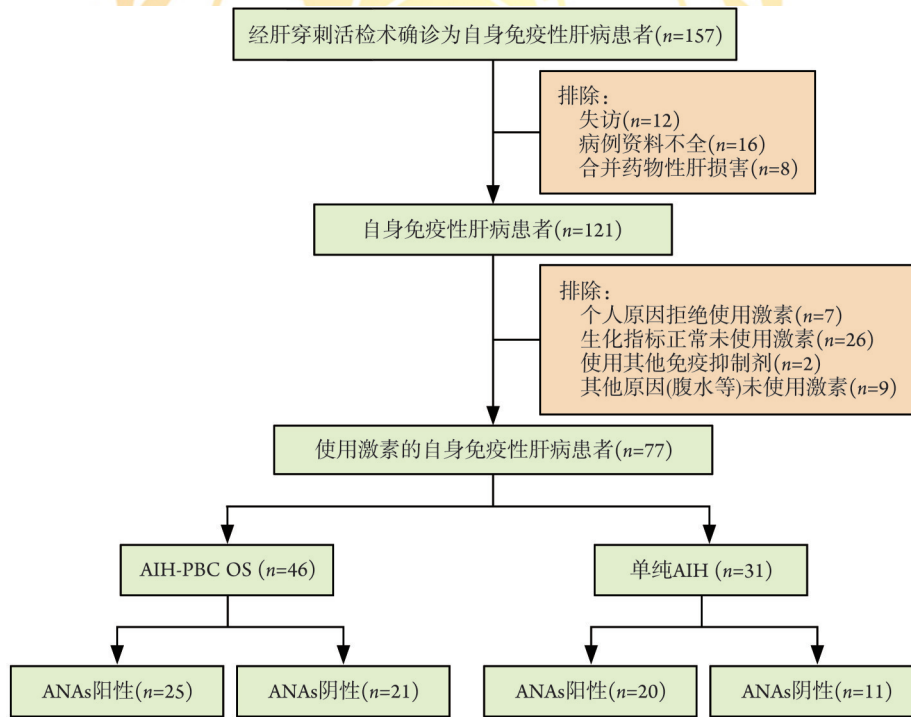 经肝穿刺活检术确诊为自身免疫性肝病患者(n=157)
排除：
失访(n=12)
病例资料不全(n=16)
合并药物性肝损害(n=8)
自身免疫性肝病患者(n=121)
排除：
个人原因拒绝使用激素(n=7)
生化指标正常未使用激素(n=26)
使用其他免疫抑制剂(n=2)
其他原因(腹水等)未使用激素(n=9)
使用激素的自身免疫性肝病患者(n=77)
AIH-PBC OS (n=46)
单纯AIH (n=31)
ANAs阳性(n=25)
ANAs阴性(n=21)
ANAs阳性(n=20)
ANAs阴性(n=11)